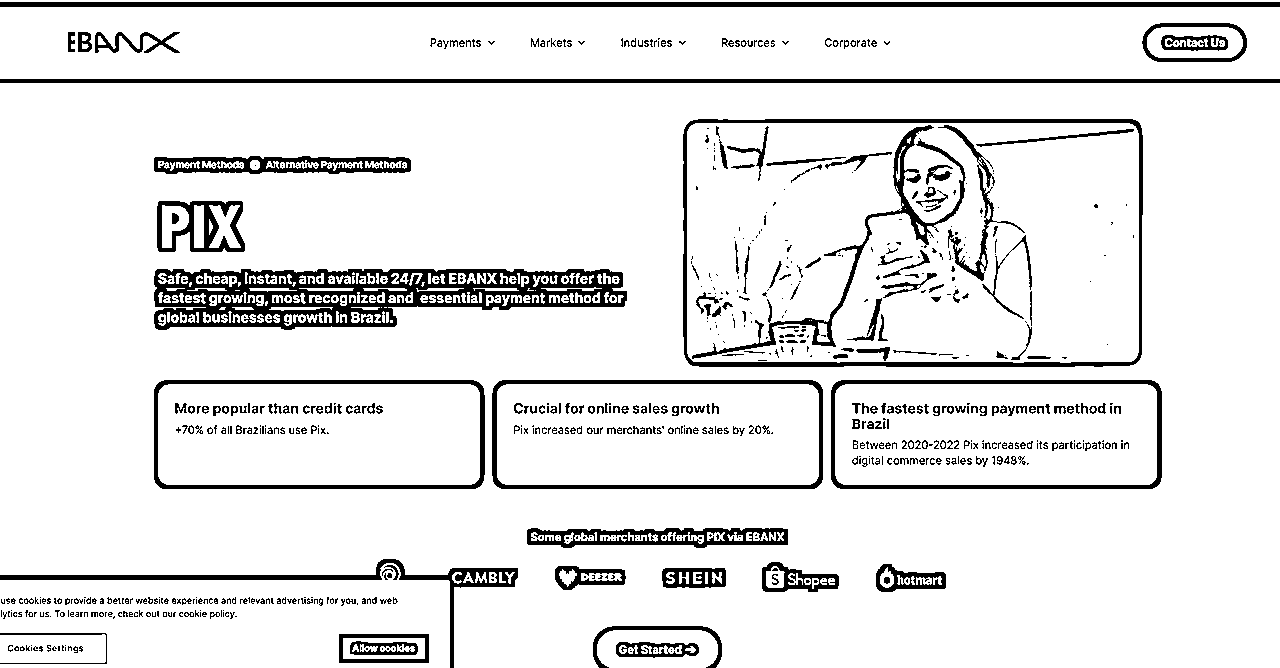 EBANX
Payments
Markets
Industries
Resources
Corporate
Contact Us
Payment Methods
Alternative Payment Methods
PIX
Safe, cheap, instant, and available 24/7, let EBANX help you offer the
fastest growing, most recognized and essential payment method for
global businesses growth in Brazil.
More popular than credit cards
+70% of all Brazilians use Pix.
Crucial for online sales growth
Pix increased our merchants' online sales by 20%.
The fastest growing payment method in
Brazil
Between 2020-2022 Pix increased its participation in
digital commerce sales by 1948%.
Some global merchants offering PIX via EBANX
CAMBLY
DEEZER
SHEIN
Shopee
hotmart
use cookies to provide a better website experience and relevant advertising for you, and web
lytics for us. To learn more, check out our cookie policy.
Cookies Settings
Allow cookies
Get Started